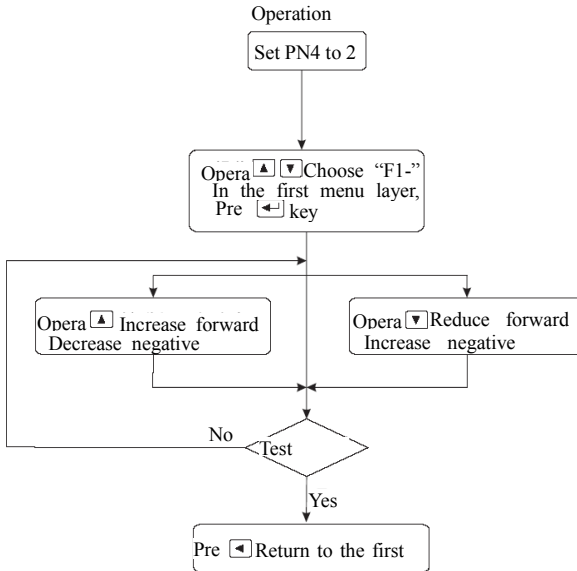 Operation
Set PN4 to 2
Opera ▲ ▼ Choose “F1-”
In the first menu layer,
Pre ↵ key
Opera ▲ Increase forward
Decrease negative
Opera ▼ Reduce forward
Increase negative
No
Test
Yes
Pre ◄ Return to the first